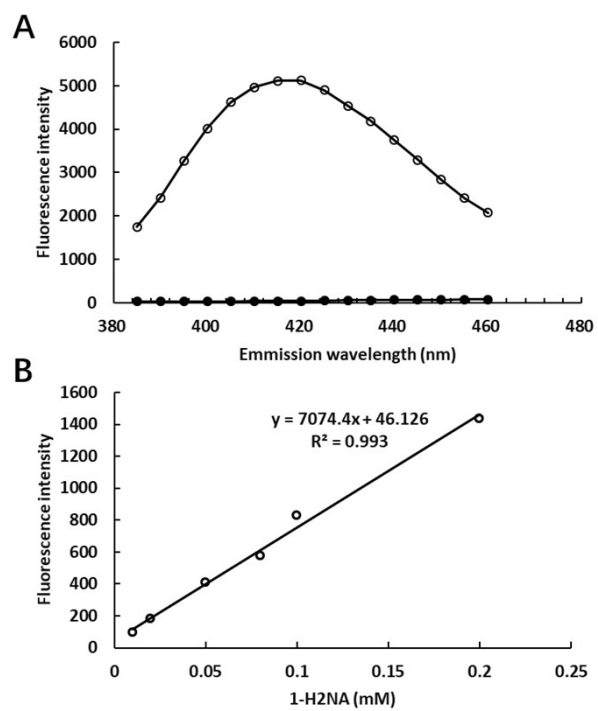 A
6000
5000
4000
3000
2000
1000
0
Fluorescence intensity
380 400 420 440 460 480
Emmission wavelength (nm)
B
1600
1400
1200
1000
800
600
400
200
0
Fluorescence intensity
y = 7074.4x + 46.126
R² = 0.993
0 0.05 0.1 0.15 0.2 0.25
1-H2NA (mM)